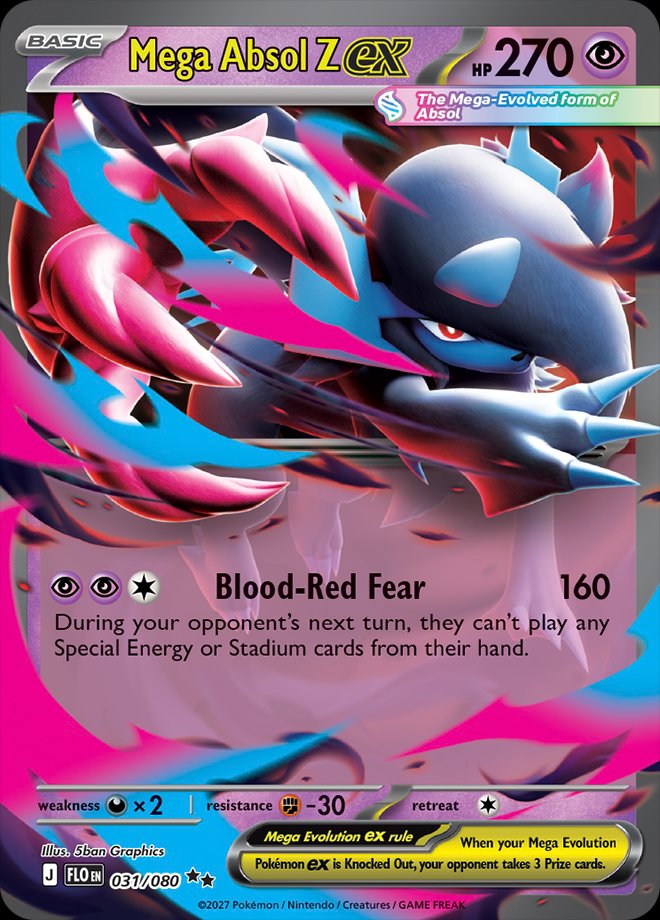 BASIC
Mega Absol Z ex
HP 270
The Mega-Evolved form of
Absol
Blood-Red Fear 160
During your opponent's next turn, they can't play any
Special Energy or Stadium cards from their hand.
weakness ×2 resistance -30 retreat
Mega Evolution ex rule When your Mega Evolution
Pokémon ex is Knocked Out, your opponent takes 3 Prize cards.
Illus. 5ban Graphics
J FLO EN 031/080 ★★
©2027 Pokémon / Nintendo / Creatures / GAME FREAK